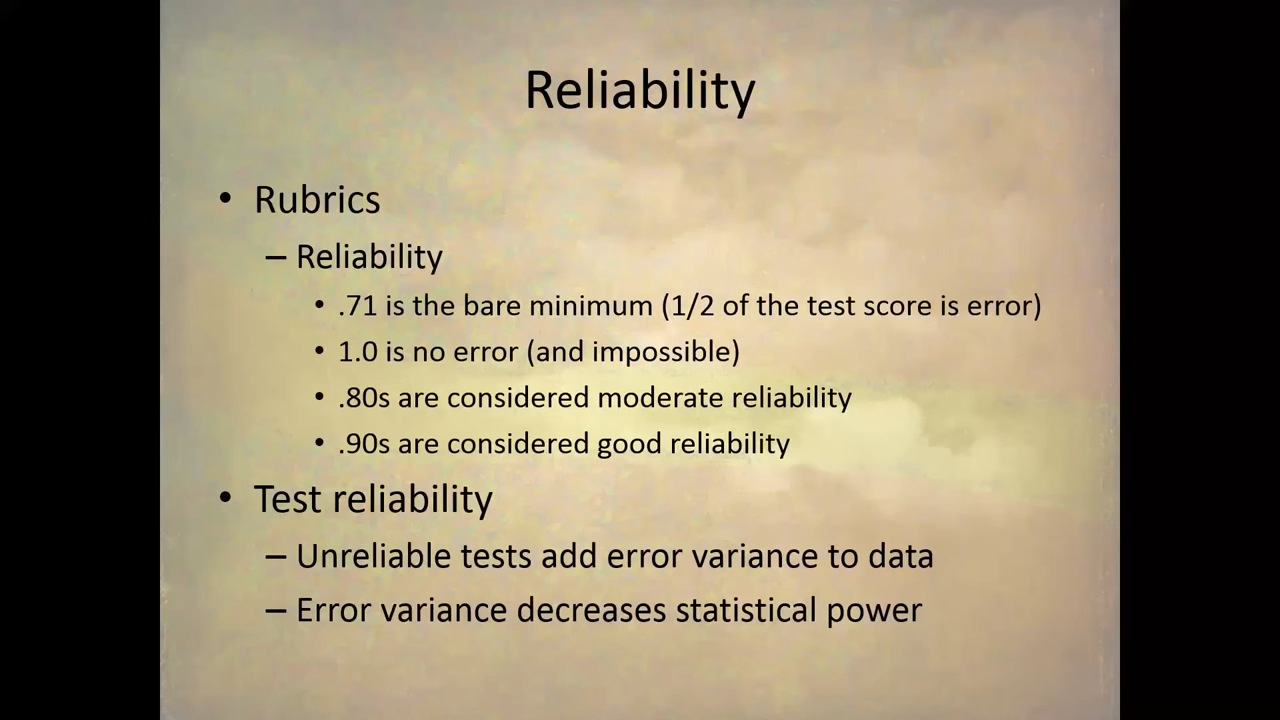 Reliability
• Rubrics
– Reliability
• .71 is the bare minimum (1/2 of the test score is error)
• 1.0 is no error (and impossible)
• .80s are considered moderate reliability
• .90s are considered good reliability
• Test reliability
– Unreliable tests add error variance to data
– Error variance decreases statistical power